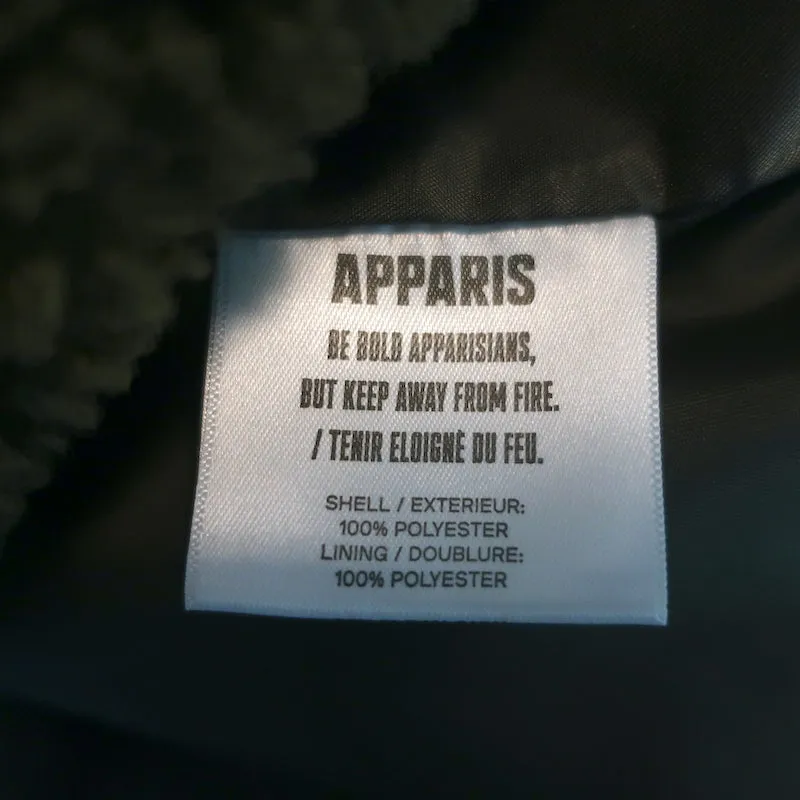 APPARIS
BE BOLD APPARISIANS,
BUT KEEP AWAY FROM FIRE.
/ TENIR ELOIGNÈ DU FEU.
SHELL / EXTERIEUR:
100% POLYESTER
LINING / DOUBLURE:
100% POLYESTER